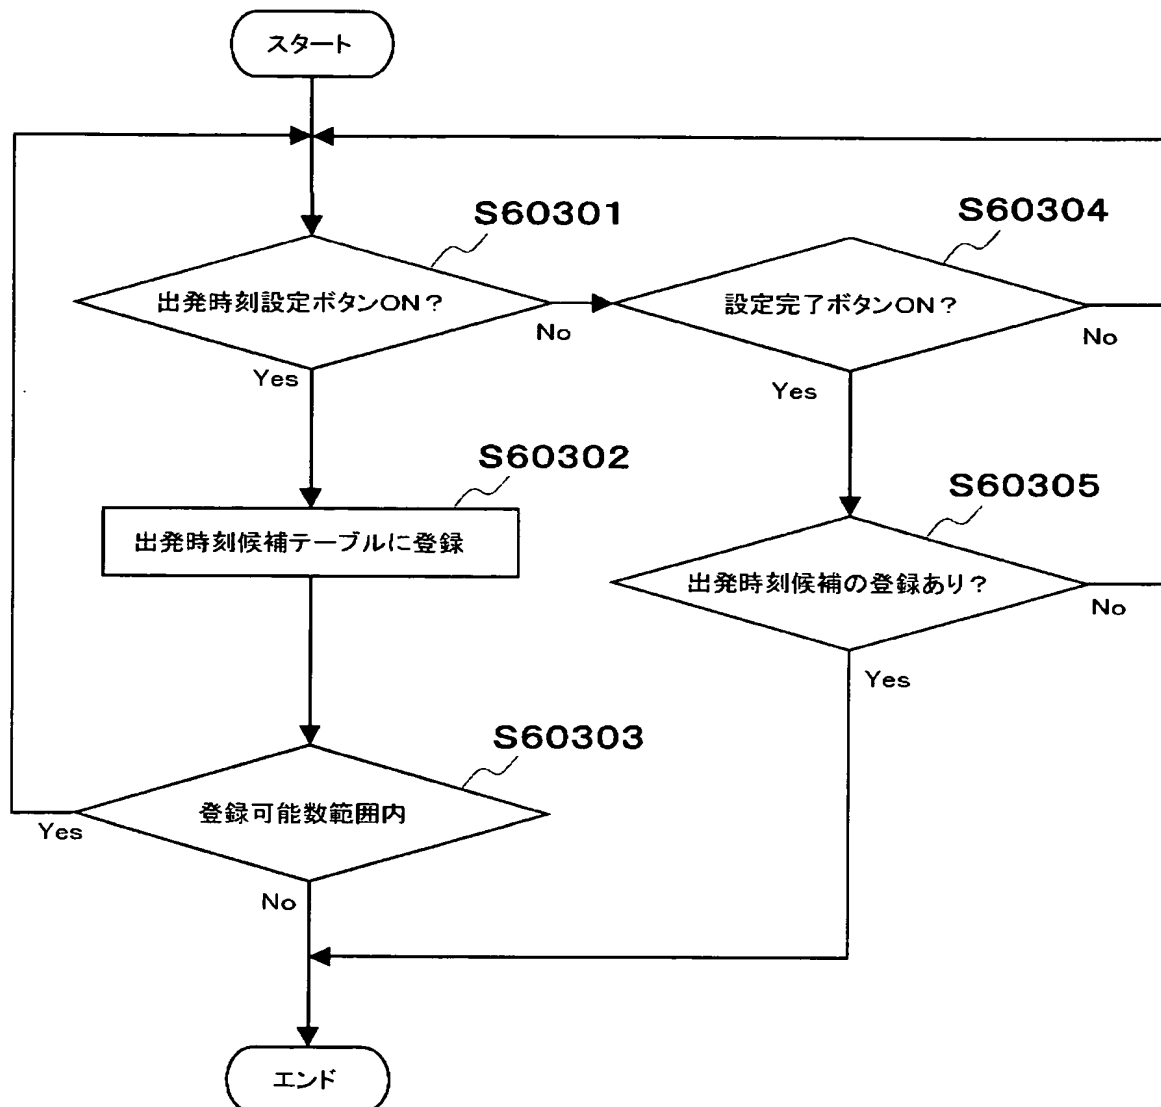 スタート
S60301
S60304
出発時刻設定ボタンON？
設定完了ボタンON？
No
No
Yes
Yes
S60302
S60305
出発時刻候補テーブルに登録
出発時刻候補の登録あり？
No
Yes
S60303
登録可能数範囲内
Yes
No
エンド